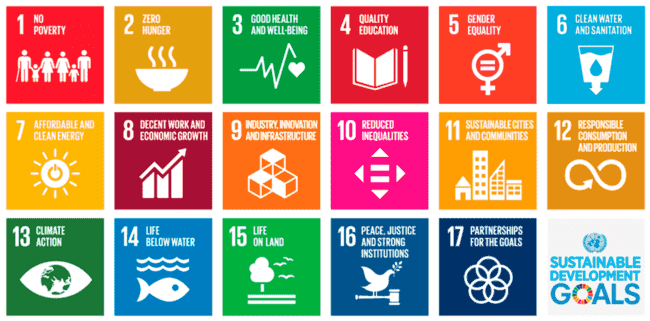 1 NO
POVERTY
2 ZERO
HUNGER
3 GOOD HEALTH
AND WELL-BEING
4 QUALITY
EDUCATION
5 GENDER
EQUALITY
6 CLEAN WATER
AND SANITATION
7 AFFORDABLE AND
CLEAN ENERGY
8 DECENT WORK AND
ECONOMIC GROWTH
9 INDUSTRY, INNOVATION
AND INFRASTRUCTURE
10 REDUCED
INEQUALITIES
11 SUSTAINABLE CITIES
AND COMMUNITIES
12 RESPONSIBLE
CONSUMPTION
AND PRODUCTION
13 CLIMATE
ACTION
14 LIFE
BELOW WATER
15 LIFE
ON LAND
16 PEACE, JUSTICE
AND STRONG
INSTITUTIONS
17 PARTNERSHIPS
FOR THE GOALS
SUSTAINABLE
DEVELOPMENT
GOALS